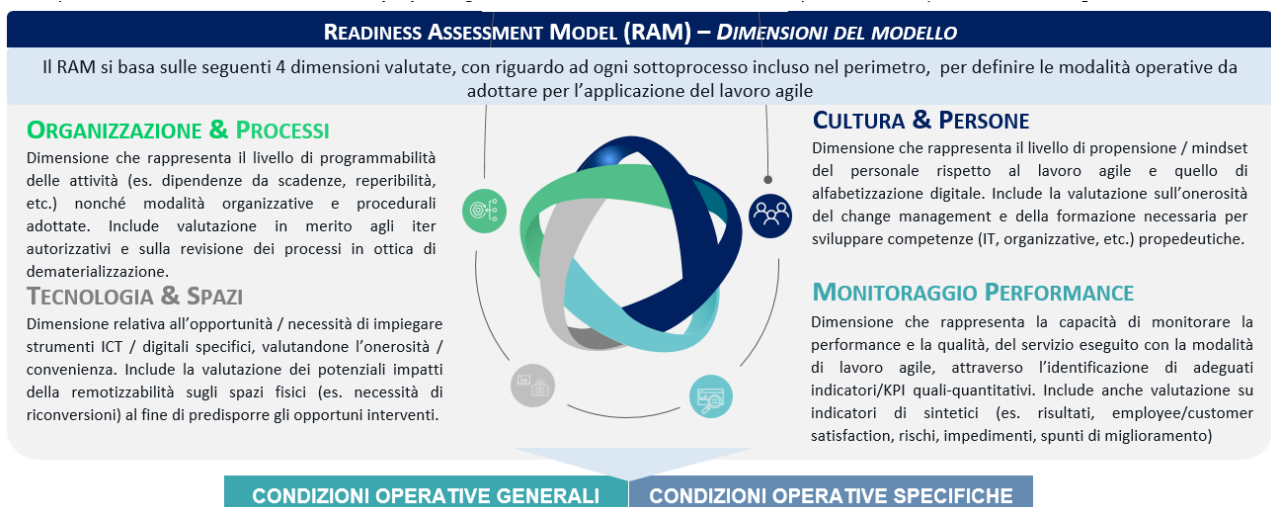 READINESS ASSESSMENT MODEL (RAM) – DIMENSIONI DEL MODELLO
Il RAM si basa sulle seguenti 4 dimensioni valutate, con riguardo ad ogni sottoprocesso incluso nel perimetro, per definire le modalità operative da
adottare per l'applicazione del lavoro agile
ORGANIZZAZIONE & PROCESSI
Dimensione che rappresenta il livello di programmabilità
delle attività (es. dipendenze da scadenze, reperibilità,
etc.) nonché modalità organizzative e procedurali
adottate. Include valutazione in merito agli iter
autorizzativi e sulla revisione dei processi in ottica di
dematerializzazione.
TECNOLOGIA & SPAZI
Dimensione relativa all'opportunità / necessità di impiegare
strumenti ICT / digitali specifici, valutandone l'onerosità /
convenienza. Include la valutazione dei potenziali impatti
della remotizzabilità sugli spazi fisici (es. necessità di
riconversioni) al fine di predisporre gli opportuni interventi.
CULTURA & PERSONE
Dimensione che rappresenta il livello di propensione / mindset
del personale rispetto al lavoro agile e quello di
alfabetizzazione digitale. Include la valutazione sull'onerosità
del change management e della formazione necessaria per
sviluppare competenze (IT, organizzative, etc.) propedeutiche.
MONITORAGGIO PERFORMANCE
Dimensione che rappresenta la capacità di monitorare la
performance e la qualità, del servizio eseguito con la modalità
di lavoro agile, attraverso l'identificazione di adeguati
indicatori/KPI quali-quantitativi. Include anche valutazione su
indicatori di sintetici (es. risultati, employee/customer
satisfaction, rischi, impedimenti, spunti di miglioramento)
CONDIZIONI OPERATIVE GENERALI
CONDIZIONI OPERATIVE SPECIFICHE